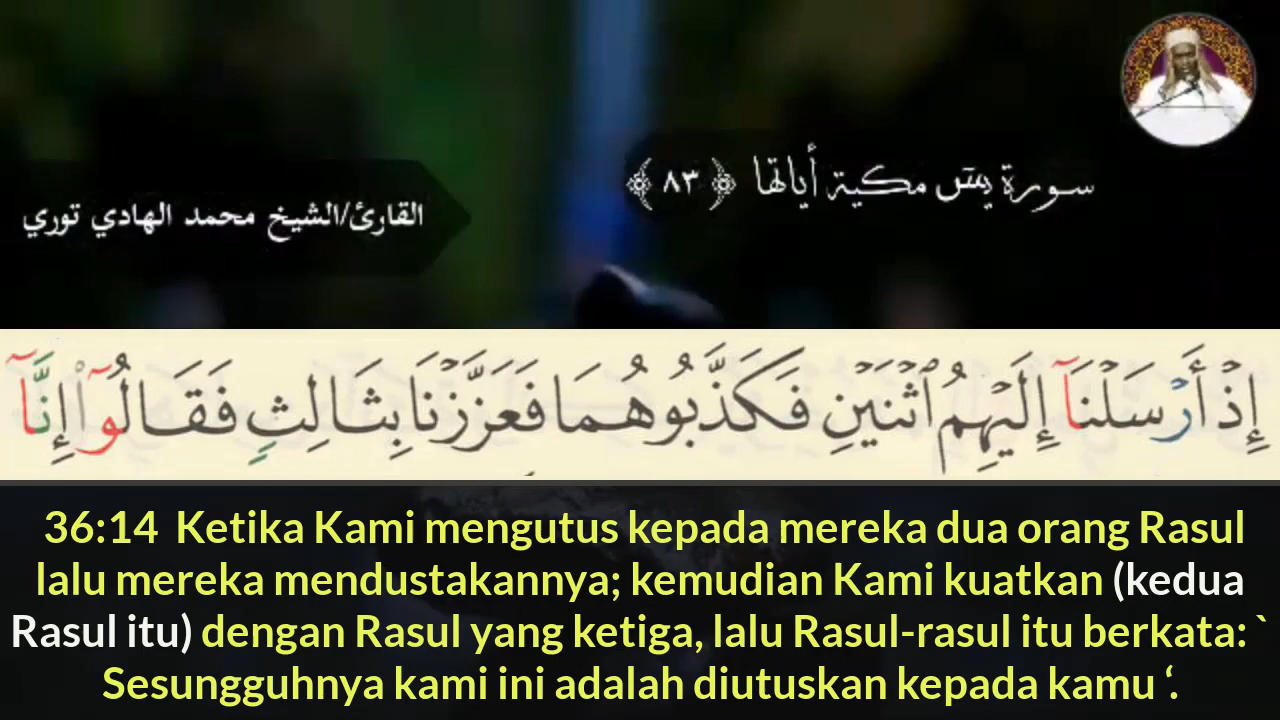 سورة يسٓ مكية أياتها ﴿ ٨٣ ﴾
القارئ/الشيخ محمد الهادي توري
إِذْ أَرْسَلْنَآ إِلَيْهِمُ ٱثْنَيْنِ فَكَذَّبُوهُمَا فَعَزَّزْنَا بِثَالِثٍ فَقَالُوٓا۟ إِنَّآ
36:14 Ketika Kami mengutus kepada mereka dua orang Rasul
lalu mereka mendustakannya; kemudian Kami kuatkan (kedua
Rasul itu) dengan Rasul yang ketiga, lalu Rasul-rasul itu berkata: `
Sesungguhnya kami ini adalah diutuskan kepada kamu ‘.